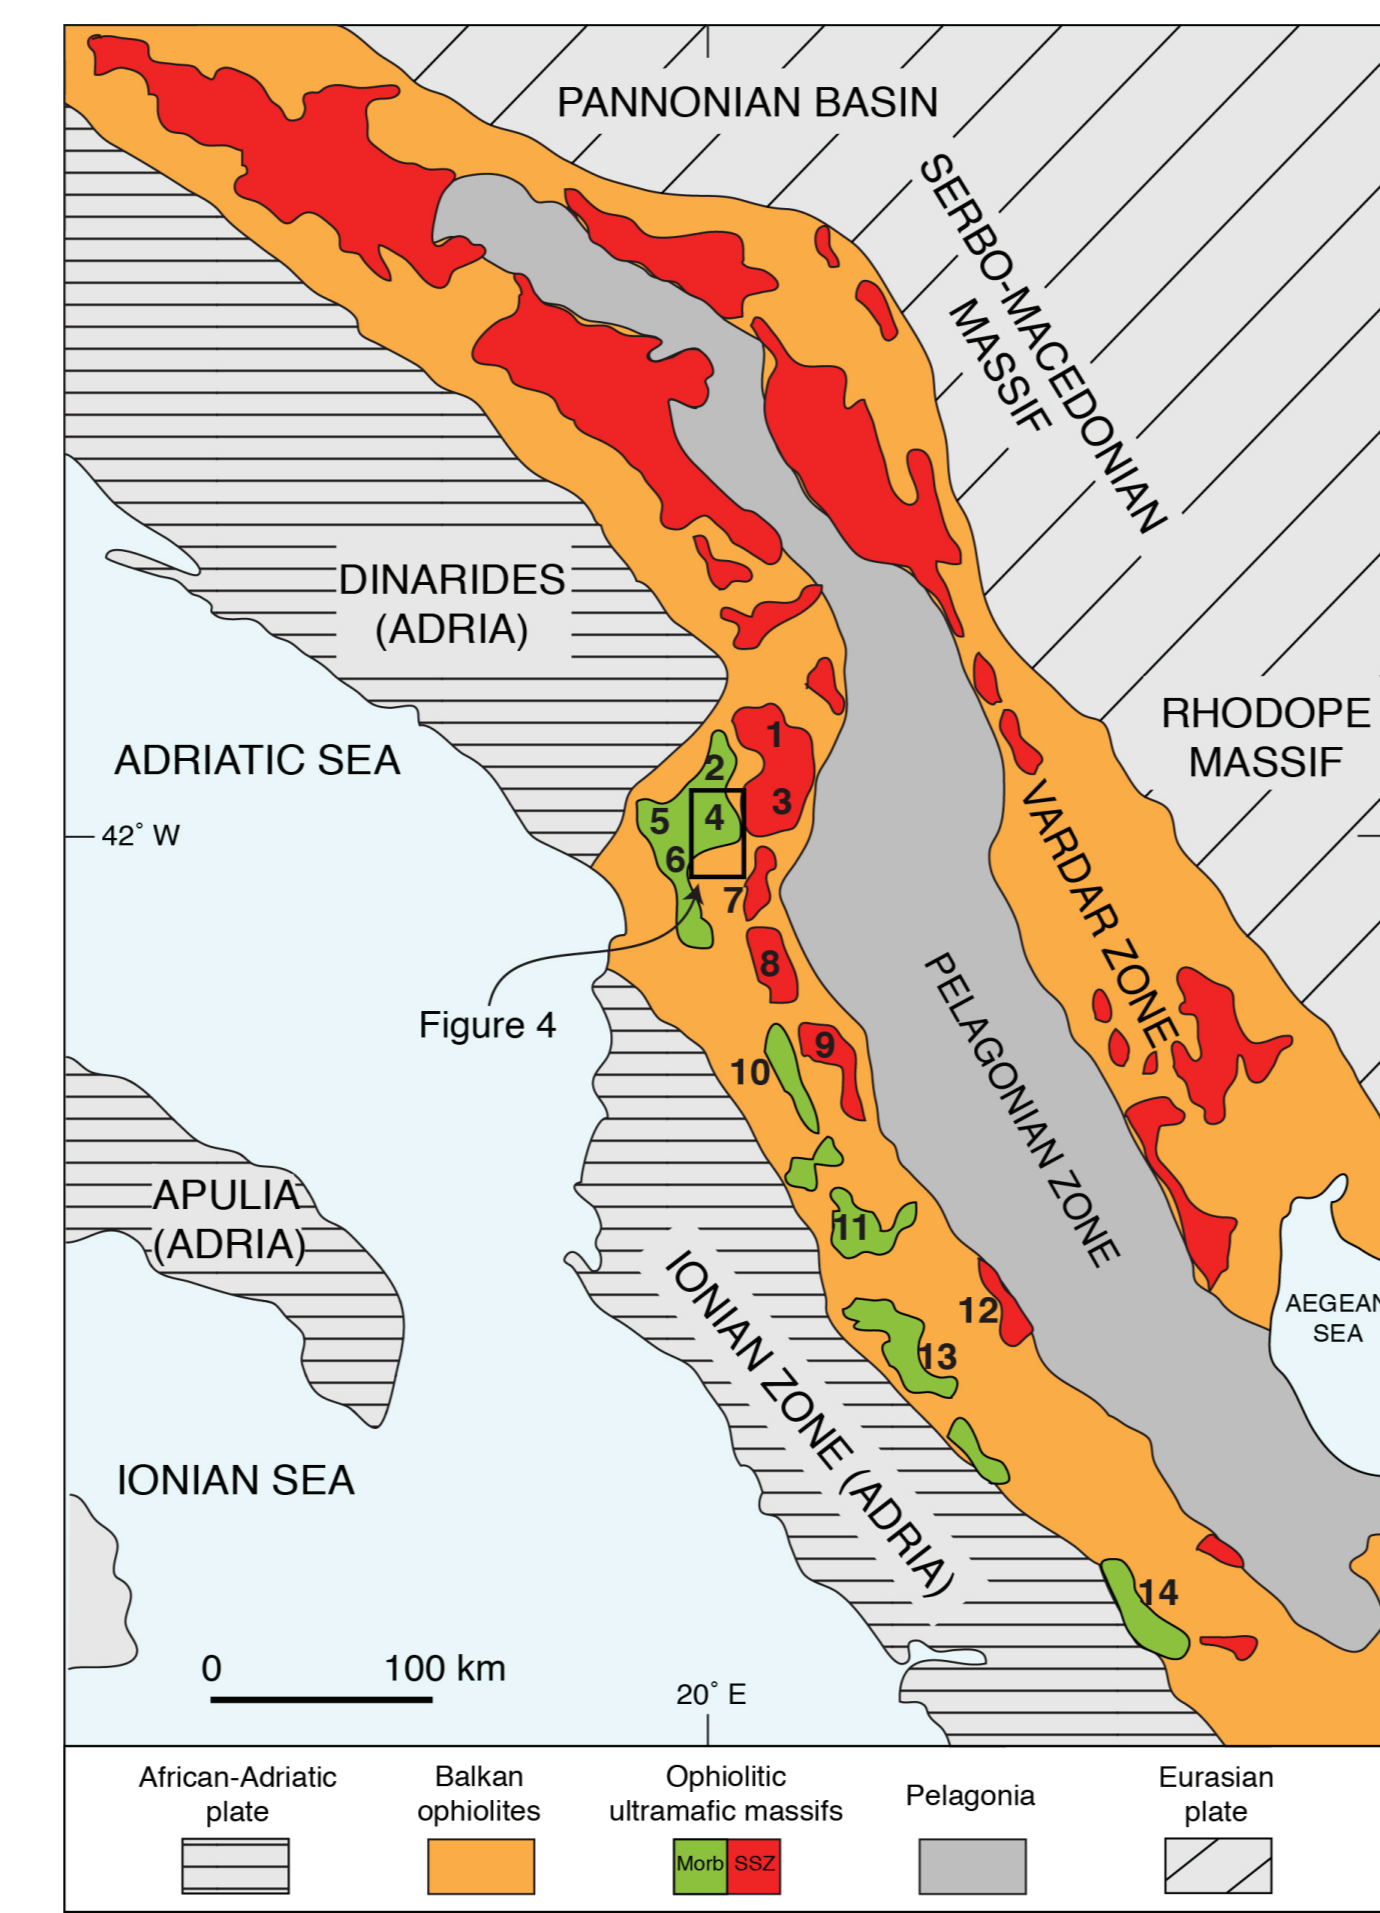 PANNONIAN BASIN
SERBO-MACEDONIAN
MASSIF
DINARIDES
(ADRIA)
RHODOPE
MASSIF
ADRIATIC SEA
1
2
3
4
5
6
42° W
VARDAR ZONE
7
8
PELAGONIAN ZONE
Figure 4
9
10
APULIA
(ADRIA)
11
IONIAN ZONE (ADRIA)
12
AEGEAN
SEA
13
IONIAN SEA
14
0 100 km
20° E
African-Adriatic
plate
Balkan
ophiolites
Ophiolitic
ultramafic massifs
Morb SSZ
Pelagonia
Eurasian
plate